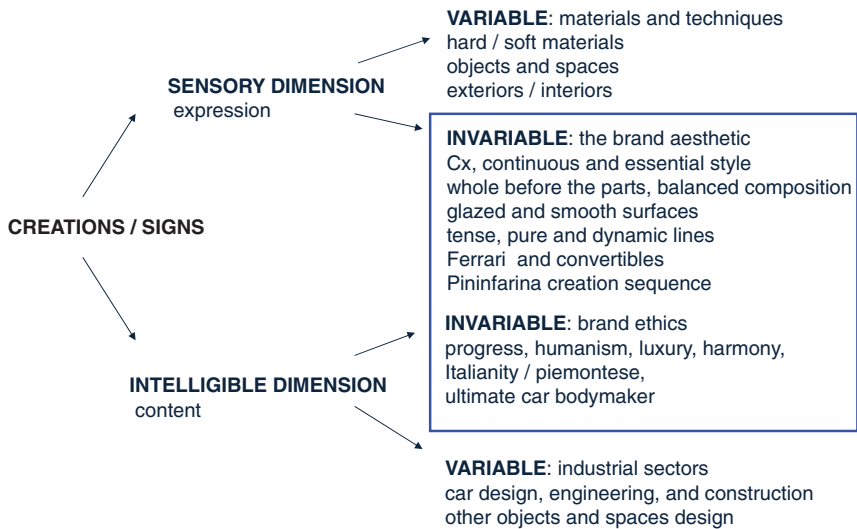 VARIABLE: materials and techniques
hard / soft materials
objects and spaces
exteriors / interiors
SENSORY DIMENSION
expression
INVARIABLE: the brand aesthetic
Cx, continuous and essential style
whole before the parts, balanced composition
glazed and smooth surfaces
tense, pure and dynamic lines
Ferrari and convertibles
Pininfarina creation sequence
CREATIONS / SIGNS
INVARIABLE: brand ethics
progress, humanism, luxury, harmony,
Italianity / piemontese,
ultimate car bodymaker
INTELLIGIBLE DIMENSION
content
VARIABLE: industrial sectors
car design, engineering, and construction
other objects and spaces design